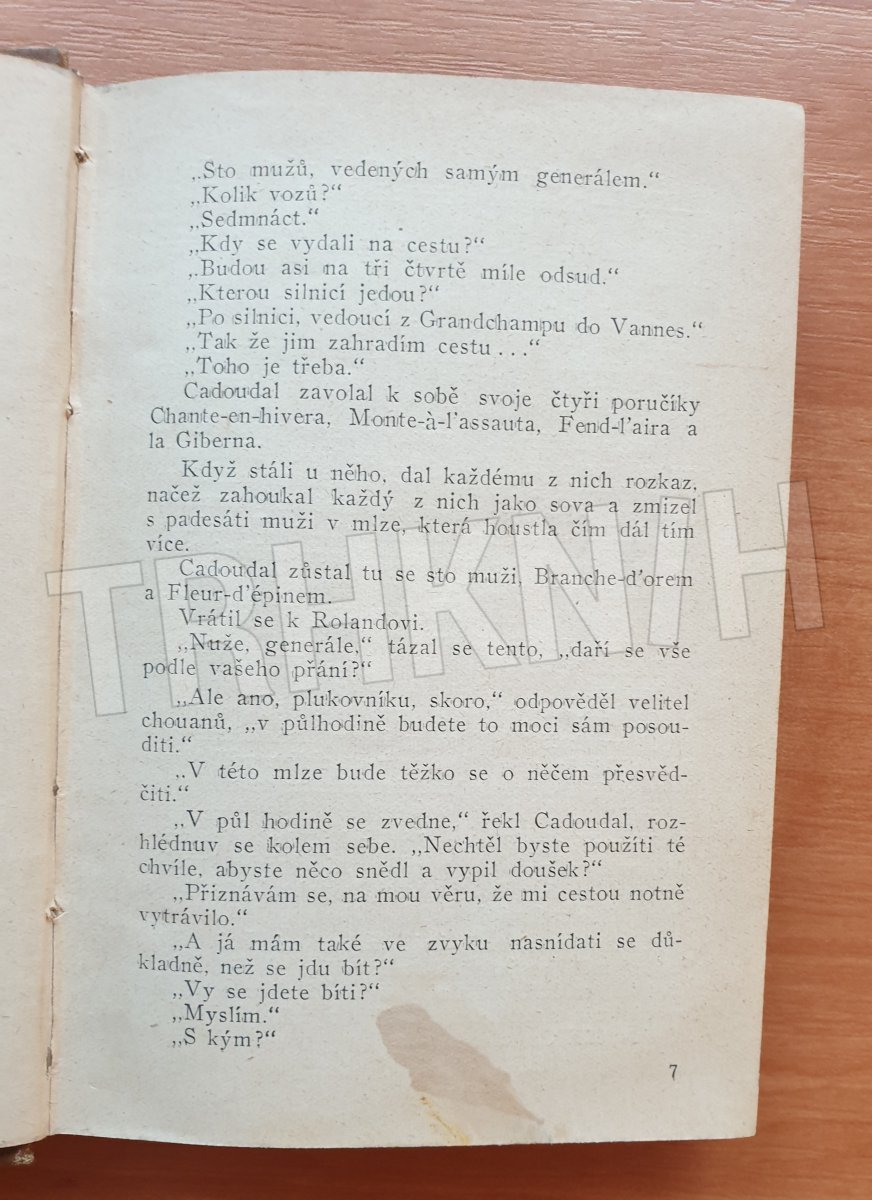 „Sto mužů, vedených samým generálem.“
„Kolik vozů?“
„Sedmnáct.“
„Kdy se vydali na cestu?“
„Budou asi na tři čtvrtě míle odsud.“
„Kterou silnicí jedou?“
„Po silnici, vedoucí z Grandchampu do Vannes.“
„Tak že jim zahradím cestu . . .“
„Toho je třeba.“
Cadoudal zavolal k sobě svoje čtyři poručíky
Chante-en-hivera, Monte-à-l'assauta, Fend-l'aira a
la Giberna.
Když stáli u něho, dal každému z nich rozkaz,
načež zahoukal každý z nich jako sova a zmizel
s padesáti muži v mlze, která houstla čím dál tím
více.
Cadoudal zůstal tu se sto muži, Branche-d'orem
a Fleur-d'épinem.
Vrátil se k Rolandovi.
„Nuže, generále,“ tázal se tento, „daří se vše
podle vašeho přání?“
„Ale ano, plukovníku, skoro,“ odpověděl velitel
chouanů, „v půlhodině budete to moci sám posou-
diti.“
„V této mlze bude těžko se o něčem přesvěd-
čiti.“
„V půl hodině se zvedne,“ řekl Cadoudal, roz-
hlédnuv se kolem sebe. „Nechtěl byste použíti té
chvíle, abyste něco snědl a vypil doušek?“
„Přiznávám se, na mou věru, že mi cestou notně
vytrávilo.“
„A já mám také ve zvyku nasnídati se dů-
kladně, než se jdu bít?“
„Vy se jdete bíti?“
„Myslím.“
„S kým?“
7
TRHKNIH